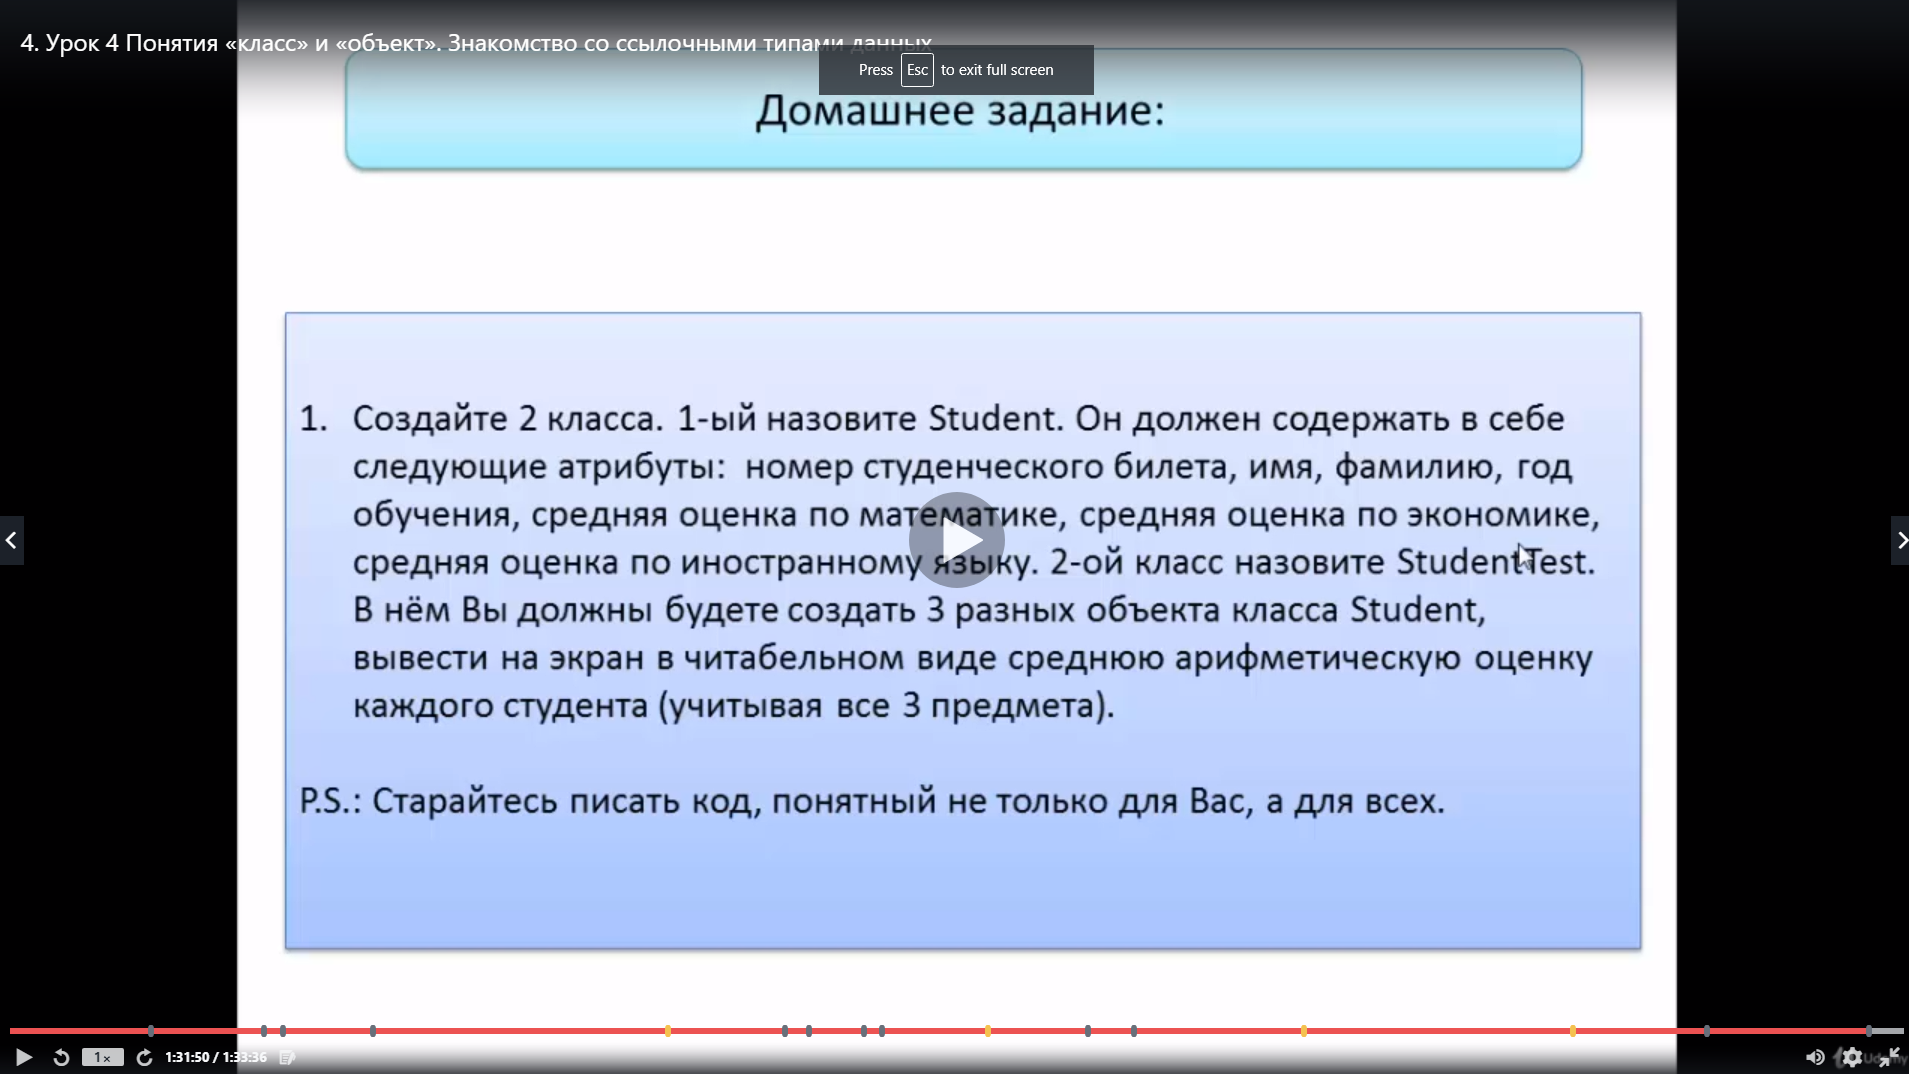 4. Урок 4 Понятия «класс» и «объект». Знакомство со ссылочными типами данных
Press Esc to exit full screen
Домашнее задание:
1. Создайте 2 класса. 1-ый назовите Student. Он должен содержать в себе
следующие атрибуты: номер студенческого билета, имя, фамилию, год
обучения, средняя оценка по математике, средняя оценка по экономике,
средняя оценка по иностранному языку. 2-ой класс назовите StudentTest.
В нём Вы должны будете создать 3 разных объекта класса Student,
вывести на экран в читабельном виде среднюю арифметическую оценку
каждого студента (учитывая все 3 предмета).
P.S.: Старайтесь писать код, понятный не только для Вас, а для всех.
1x
1:31:50 / 1:33:36
Udemy